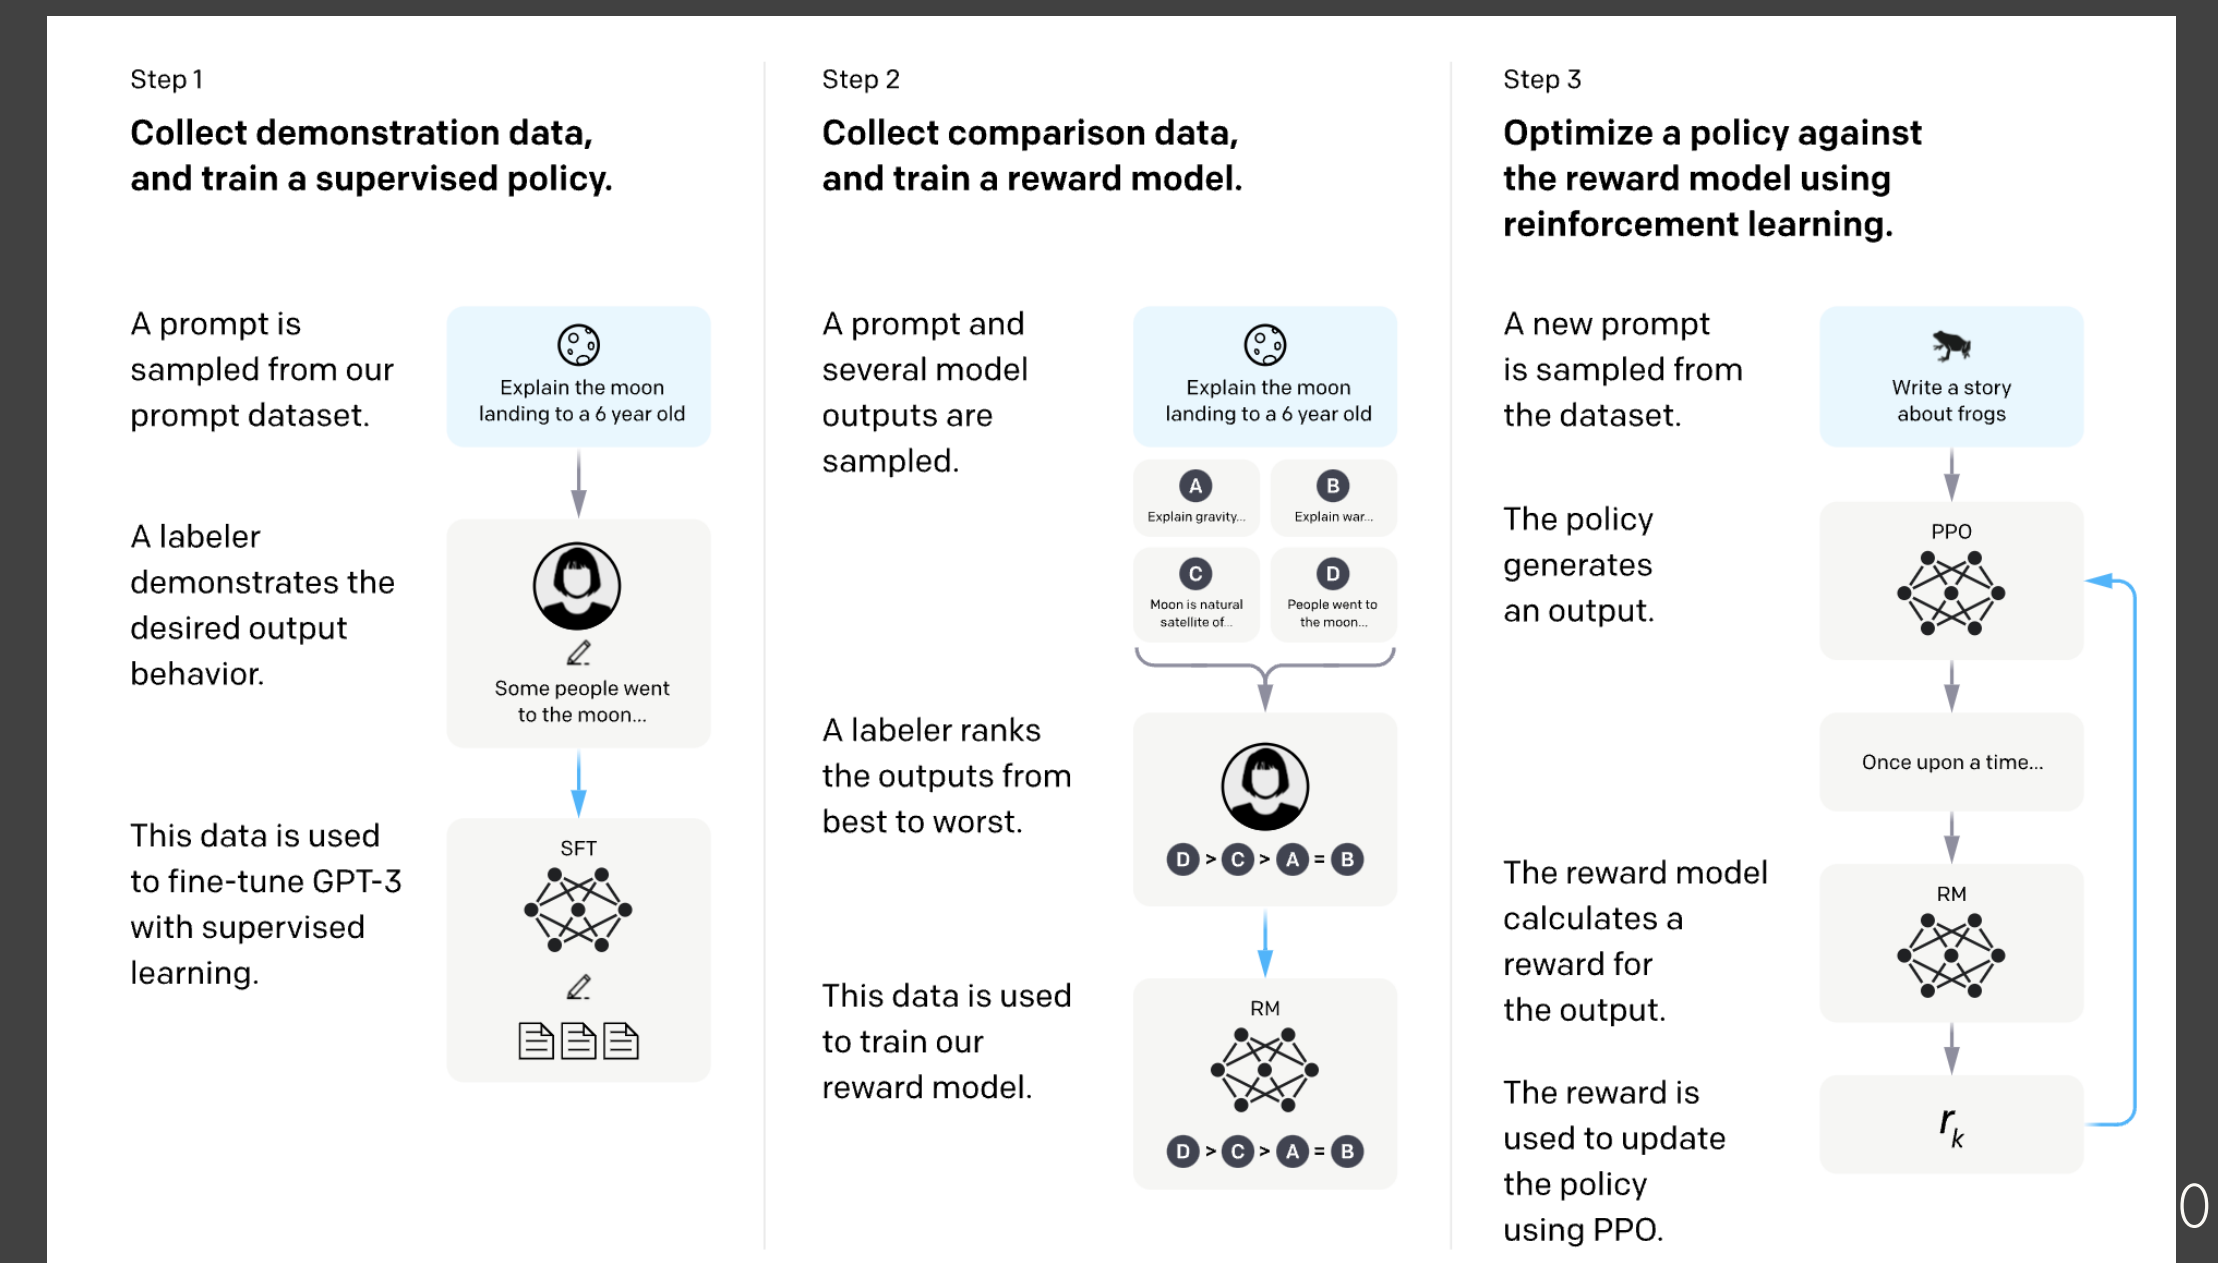 Step 1
Collect demonstration data,
and train a supervised policy.
A prompt is
sampled from our
prompt dataset.
Explain the moon
landing to a 6 year old
A labeler
demonstrates the
desired output
behavior.
Some people went
to the moon...
This data is used
to fine-tune GPT-3
with supervised
learning.
SFT
Step 2
Collect comparison data,
and train a reward model.
A prompt and
several model
outputs are
sampled.
Explain the moon
landing to a 6 year old
A
Explain gravity...
B
Explain war...
C
Moon is natural
satellite of...
D
People went to
the moon...
A labeler ranks
the outputs from
best to worst.
D > C > A = B
This data is used
to train our
reward model.
RM
D > C > A = B
Step 3
Optimize a policy against
the reward model using
reinforcement learning.
A new prompt
is sampled from
the dataset.
Write a story
about frogs
The policy
generates
an output.
PPO
Once upon a time...
The reward model
calculates a
reward for
the output.
RM
The reward is
used to update
the policy
using PPO.
rk
0